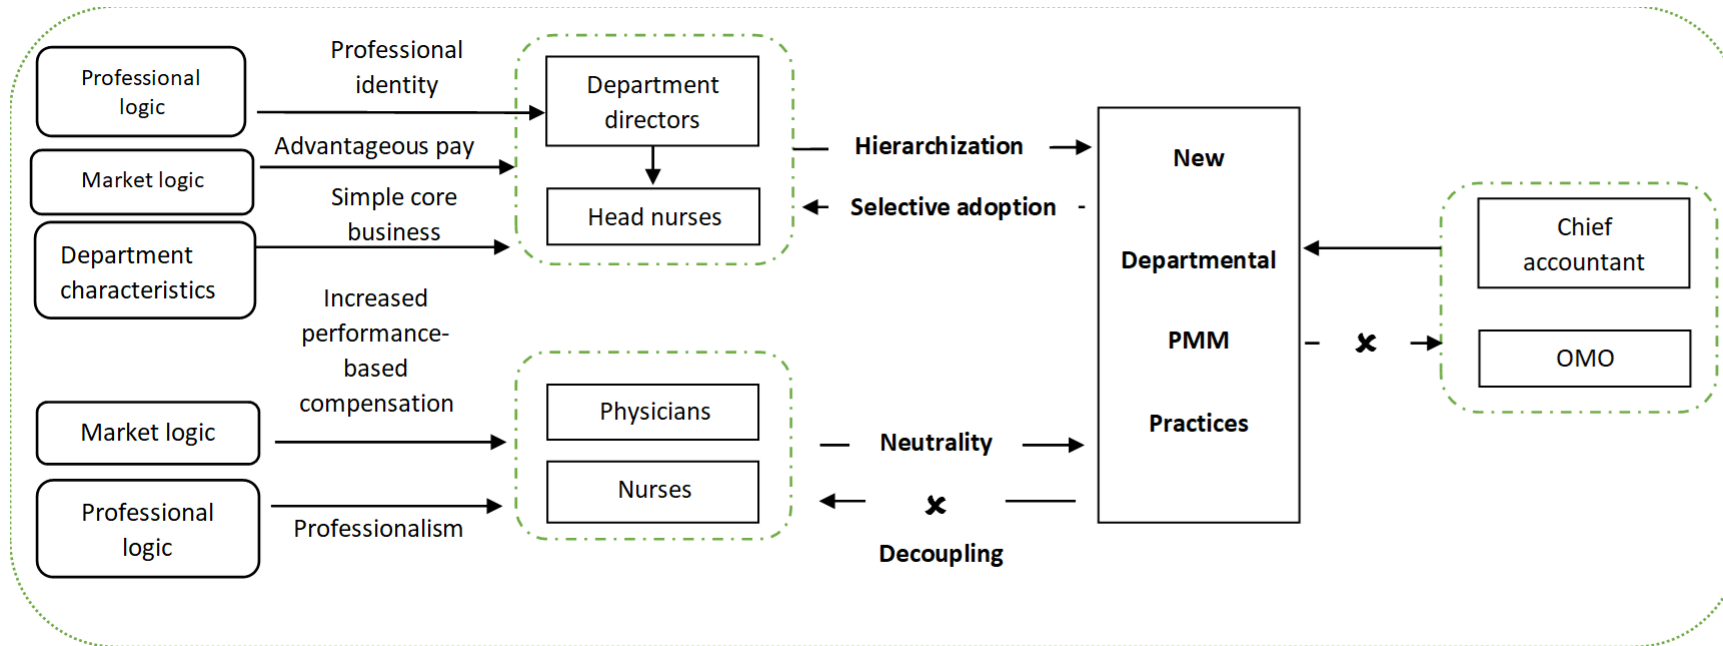 Professional
logic
Professional
identity
Department
directors
Market logic
Advantageous pay
Department
characteristics
Simple core
business
Head nurses
Hierarchization
Selective adoption
New
Departmental
PMM
Practices
Chief
accountant
OMO
Market logic
Increased
performance-
based
compensation
Physicians
Nurses
Professional
logic
Professionalism
Neutrality
Decoupling